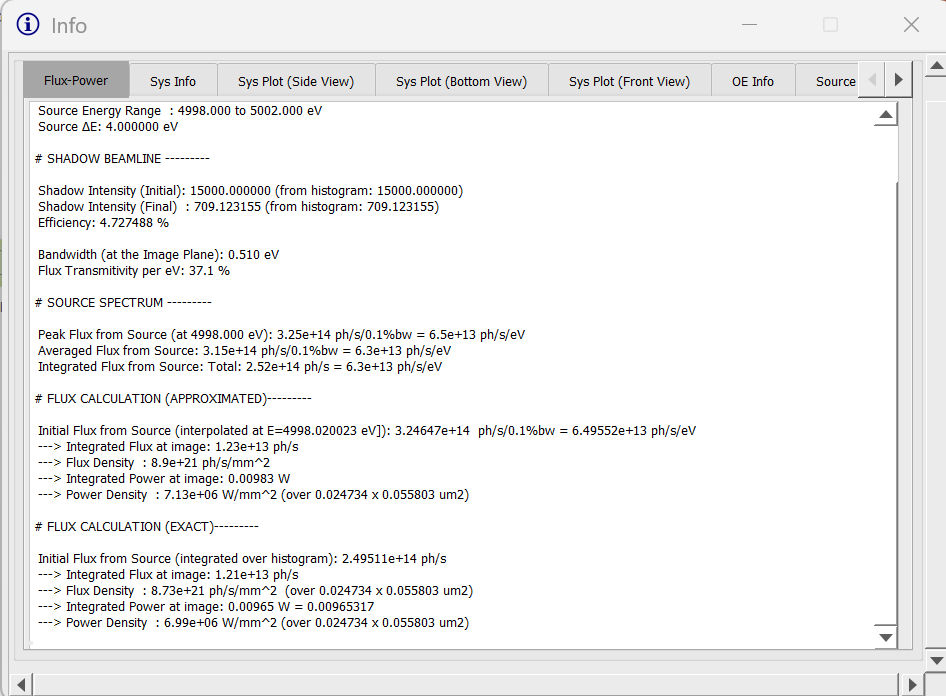 Info
Flux-Power Sys Info Sys Plot (Side View) Sys Plot (Bottom View) Sys Plot (Front View) OE Info Source
Source Energy Range : 4998.000 to 5002.000 eV
Source ΔE: 4.000000 eV
# SHADOW BEAMLINE ---------
Shadow Intensity (Initial): 15000.000000 (from histogram: 15000.000000)
Shadow Intensity (Final) : 709.123155 (from histogram: 709.123155)
Efficiency: 4.727488 %
Bandwidth (at the Image Plane): 0.510 eV
Flux Transmitivity per eV: 37.1 %
# SOURCE SPECTRUM ---------
Peak Flux from Source (at 4998.000 eV): 3.25e+14 ph/s/0.1%bw = 6.5e+13 ph/s/eV
Averaged Flux from Source: 3.15e+14 ph/s/0.1%bw = 6.3e+13 ph/s/eV
Integrated Flux from Source: Total: 2.52e+14 ph/s = 6.3e+13 ph/s/eV
# FLUX CALCULATION (APPROXIMATED)---------
Initial Flux from Source (interpolated at E=4998.020023 eV]): 3.24647e+14 ph/s/0.1%bw = 6.49552e+13 ph/s/eV
---> Integrated Flux at image: 1.23e+13 ph/s
---> Flux Density : 8.9e+21 ph/s/mm^2
---> Integrated Power at image: 0.00983 W
---> Power Density : 7.13e+06 W/mm^2 (over 0.024734 x 0.055803 um2)
# FLUX CALCULATION (EXACT)---------
Initial Flux from Source (integrated over histogram): 2.49511e+14 ph/s
---> Integrated Flux at image: 1.21e+13 ph/s
---> Flux Density : 8.73e+21 ph/s/mm^2 (over 0.024734 x 0.055803 um2)
---> Integrated Power at image: 0.00965 W = 0.00965317
---> Power Density : 6.99e+06 W/mm^2 (over 0.024734 x 0.055803 um2)